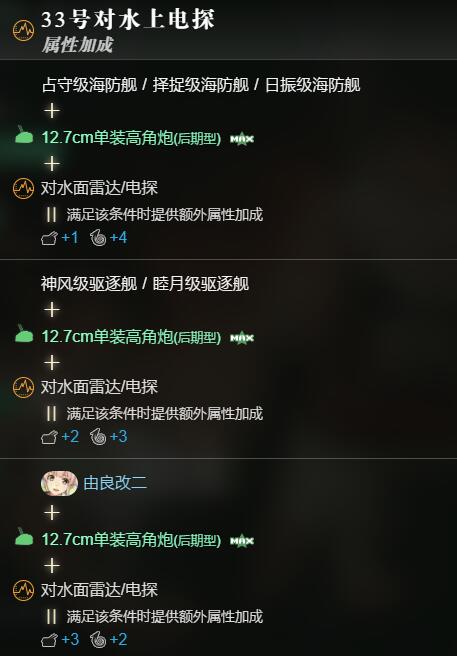 33号对水上电探
属性加成
占守级海防舰 / 择捉级海防舰 / 日振级海防舰
+
12.7cm单装高角炮(后期型) MAX
+
对水面雷达/电探
满足该条件时提供额外属性加成
+1 +4
神风级驱逐舰 / 睦月级驱逐舰
+
12.7cm单装高角炮(后期型) MAX
+
对水面雷达/电探
满足该条件时提供额外属性加成
+2 +3
由良改二
+
12.7cm单装高角炮(后期型) MAX
+
对水面雷达/电探
满足该条件时提供额外属性加成
+3 +2